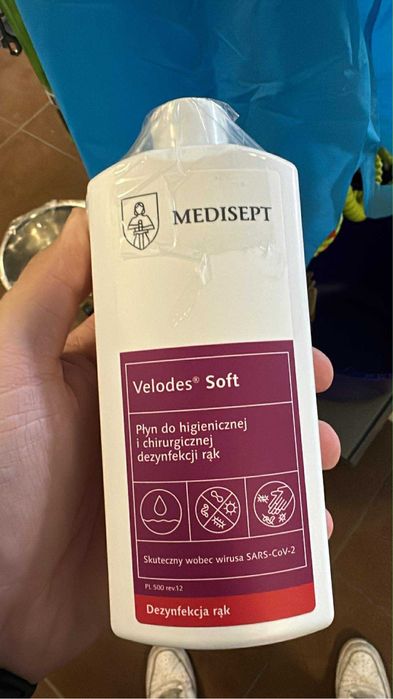 MEDISEPT
Velodes® Soft
Płyn do higienicznej
i chirurgicznej
dezynfekcji rąk
Skuteczny wobec wirusa SARS-CoV-2
PL 500 rev.12
Dezynfekcja rąk